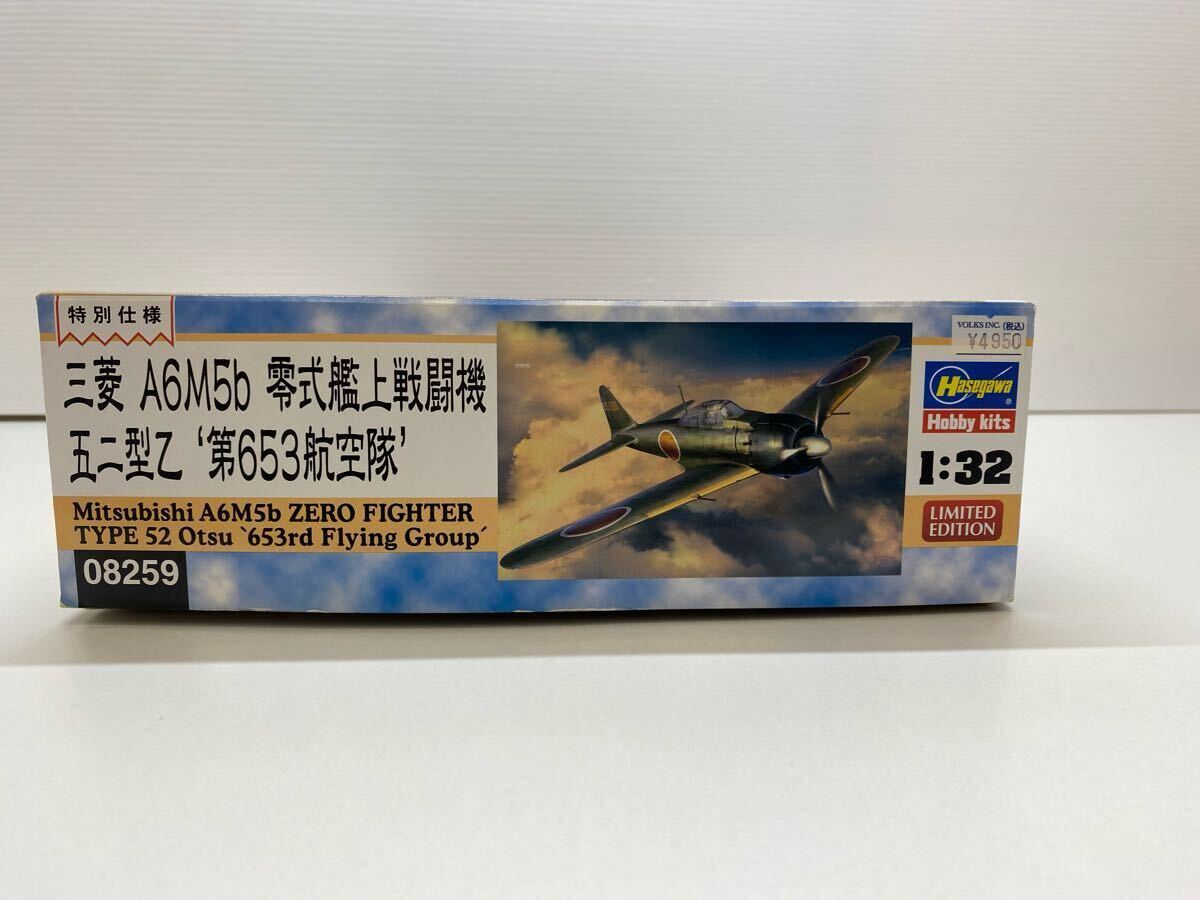 特別仕様
三菱 A6M5b 零式艦上戦闘機
五二型乙 ‘第653航空隊’
Mitsubishi A6M5b ZERO FIGHTER
TYPE 52 Otsu `653rd Flying Group´
08259
VOLKS INC. (税込)
¥4950
Hasegawa ®
Hobby kits
1:32
LIMITED
EDITION